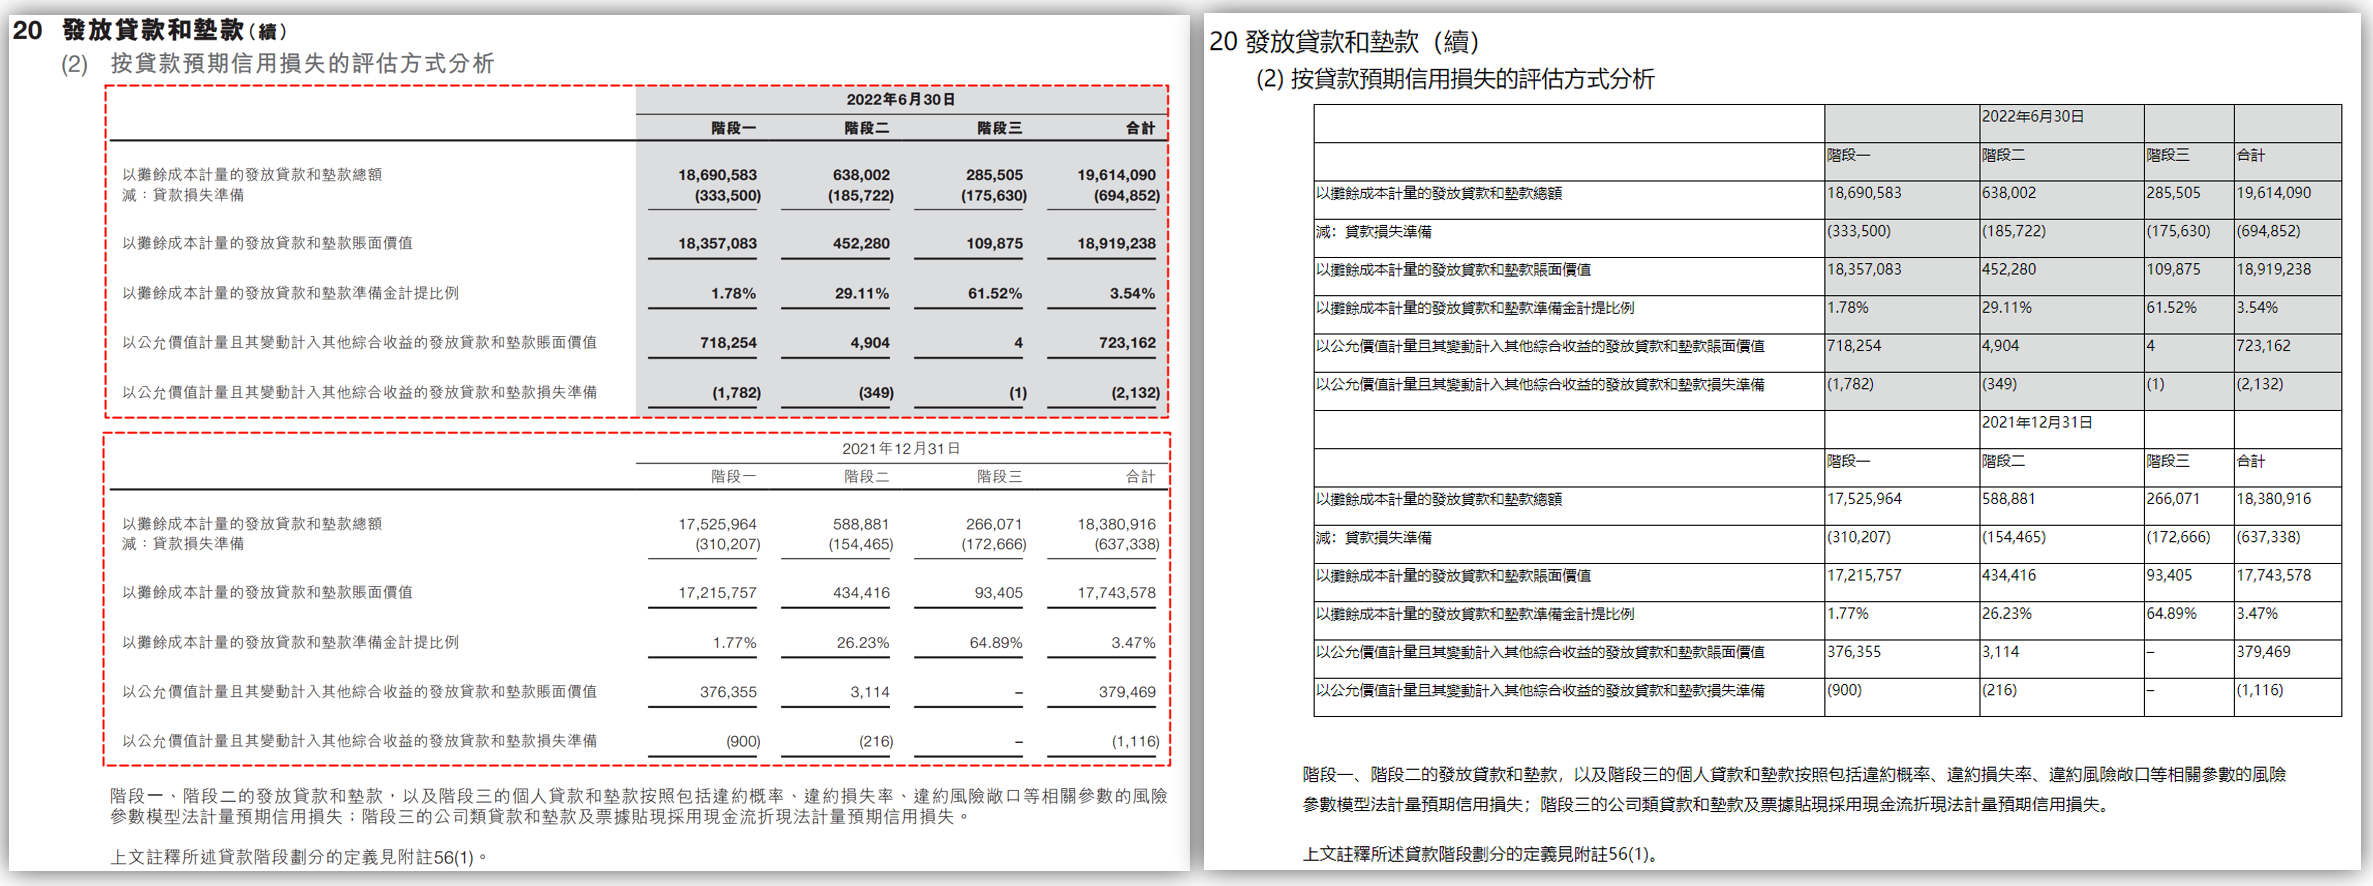 20 發放貸款和墊款（續）
(2) 按貸款預期信用損失的評估方式分析
2022年6月30日
階段一 階段二 階段三 合計
以攤餘成本計量的發放貸款和墊款總額 18,690,583 638,002 285,505 19,614,090
減：貸款損失準備 (333,500) (185,722) (175,630) (694,852)
以攤餘成本計量的發放貸款和墊款賬面價值 18,357,083 452,280 109,875 18,919,238
以攤餘成本計量的發放貸款和墊款準備金計提比例 1.78% 29.11% 61.52% 3.54%
以公允價值計量且其變動計入其他綜合收益的發放貸款和墊款賬面價值 718,254 4,904 4 723,162
以公允價值計量且其變動計入其他綜合收益的發放貸款和墊款損失準備 (1,782) (349) (1) (2,132)
2021年12月31日
階段一 階段二 階段三 合計
以攤餘成本計量的發放貸款和墊款總額 17,525,964 588,881 266,071 18,380,916
減：貸款損失準備 (310,207) (154,465) (172,666) (637,338)
以攤餘成本計量的發放貸款和墊款賬面價值 17,215,757 434,416 93,405 17,743,578
以攤餘成本計量的發放貸款和墊款準備金計提比例 1.77% 26.23% 64.89% 3.47%
以公允價值計量且其變動計入其他綜合收益的發放貸款和墊款賬面價值 376,355 3,114 – 379,469
以公允價值計量且其變動計入其他綜合收益的發放貸款和墊款損失準備 (900) (216) – (1,116)
階段一、階段二的發放貸款和墊款，以及階段三的個人貸款和墊款按照包括違約概率、違約損失率、違約風險敞口等相關參數的風險
參數模型法計量預期信用損失；階段三的公司類貸款和墊款及票據貼現採用現金流折現法計量預期信用損失。
上文註釋所述貸款階段劃分的定義見附註56(1)。
20 發放貸款和墊款（續）
(2) 按貸款預期信用損失的評估方式分析
2022年6月30日
階段一 階段二 階段三 合計
以攤餘成本計量的發放貸款和墊款總額 18,690,583 638,002 285,505 19,614,090
減：貸款損失準備 (333,500) (185,722) (175,630) (694,852)
以攤餘成本計量的發放貸款和墊款賬面價值 18,357,083 452,280 109,875 18,919,238
以攤餘成本計量的發放貸款和墊款準備金計提比例 1.78% 29.11% 61.52% 3.54%
以公允價值計量且其變動計入其他綜合收益的發放貸款和墊款賬面價值 718,254 4,904 4 723,162
以公允價值計量且其變動計入其他綜合收益的發放貸款和墊款損失準備 (1,782) (349) (1) (2,132)
2021年12月31日
階段一 階段二 階段三 合計
以攤餘成本計量的發放貸款和墊款總額 17,525,964 588,881 266,071 18,380,916
減：貸款損失準備 (310,207) (154,465) (172,666) (637,338)
以攤餘成本計量的發放貸款和墊款賬面價值 17,215,757 434,416 93,405 17,743,578
以攤餘成本計量的發放貸款和墊款準備金計提比例 1.77% 26.23% 64.89% 3.47%
以公允價值計量且其變動計入其他綜合收益的發放貸款和墊款賬面價值 376,355 3,114 – 379,469
以公允價值計量且其變動計入其他綜合收益的發放貸款和墊款損失準備 (900) (216) – (1,116)
階段一、階段二的發放貸款和墊款，以及階段三的個人貸款和墊款按照包括違約概率、違約損失率、違約風險敞口等相關參數的風險
參數模型法計量預期信用損失；階段三的公司類貸款和墊款及票據貼現採用現金流折現法計量預期信用損失。
上文註釋所述貸款階段劃分的定義見附註56(1)。